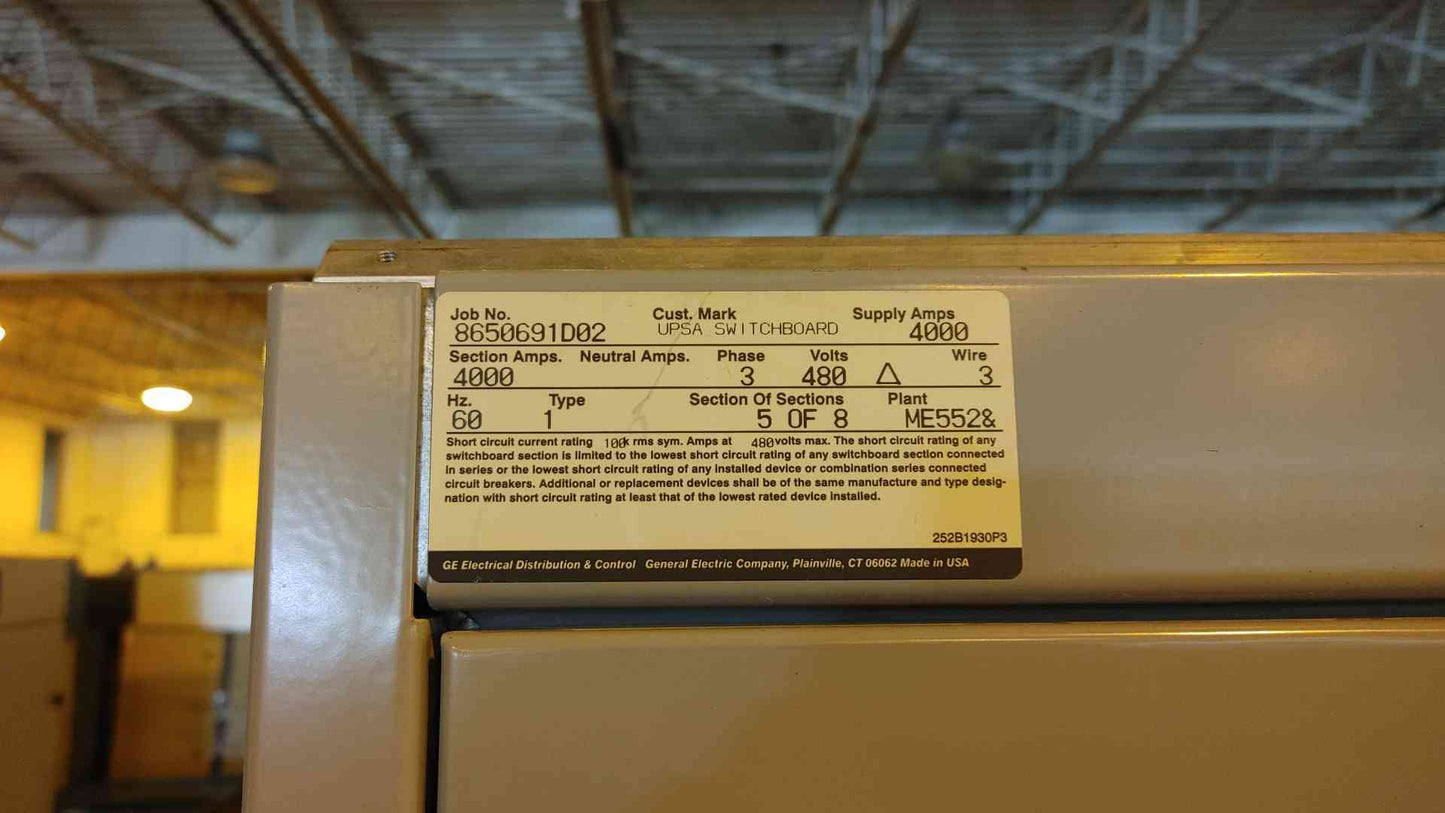 Job No. Cust. Mark Supply Amps
8650691D02 UPSA SWITCHBOARD 4000
Section Amps. Neutral Amps. Phase Volts Wire
4000 3 480 △ 3
Hz. Type Section Of Sections Plant
60 1 5 OF 8 ME552&
Short circuit current rating 100k rms sym. Amps at 480volts max. The short circuit rating of any
switchboard section is limited to the lowest short circuit rating of any switchboard section connected
in series or the lowest short circuit rating of any installed device or combination series connected
circuit breakers. Additional or replacement devices shall be of the same manufacture and type desig-
nation with short circuit rating at least that of the lowest rated device installed.
252B1930P3
GE Electrical Distribution & Control General Electric Company, Plainville, CT 06062 Made in USA